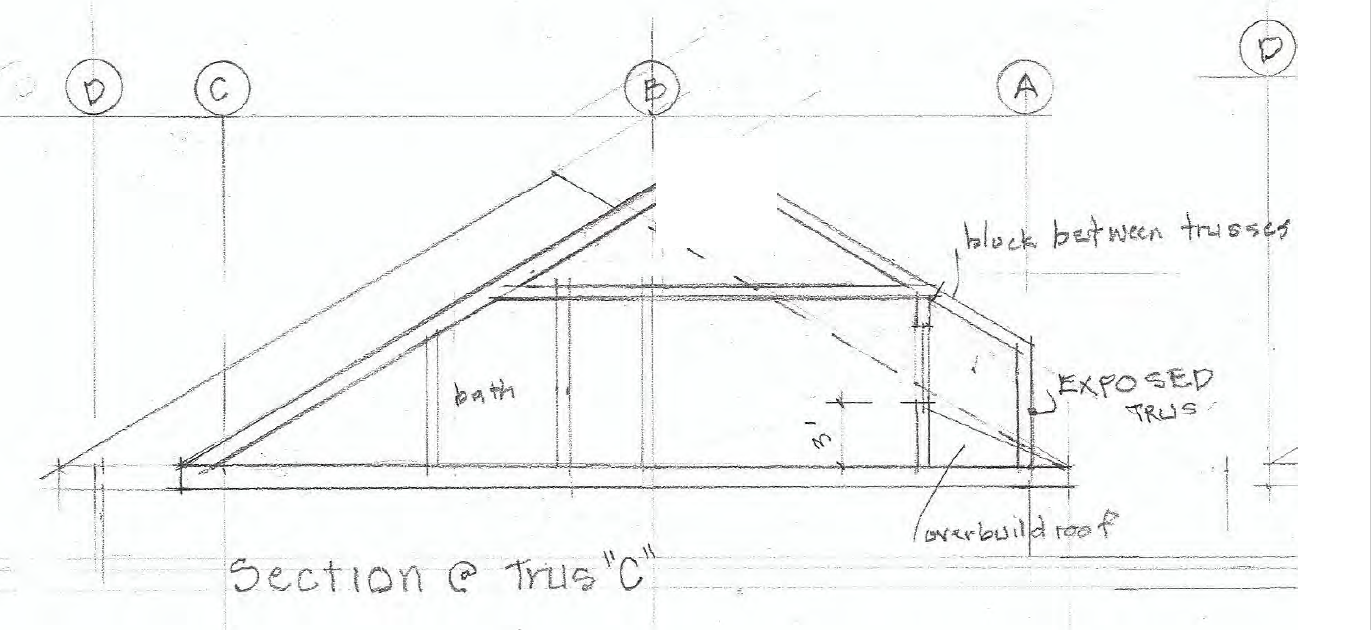 D
C
B
A
D
block between trusses
bath
EXPOSED
TRUS
3'
overbuild roof
Section @ Trus "C"